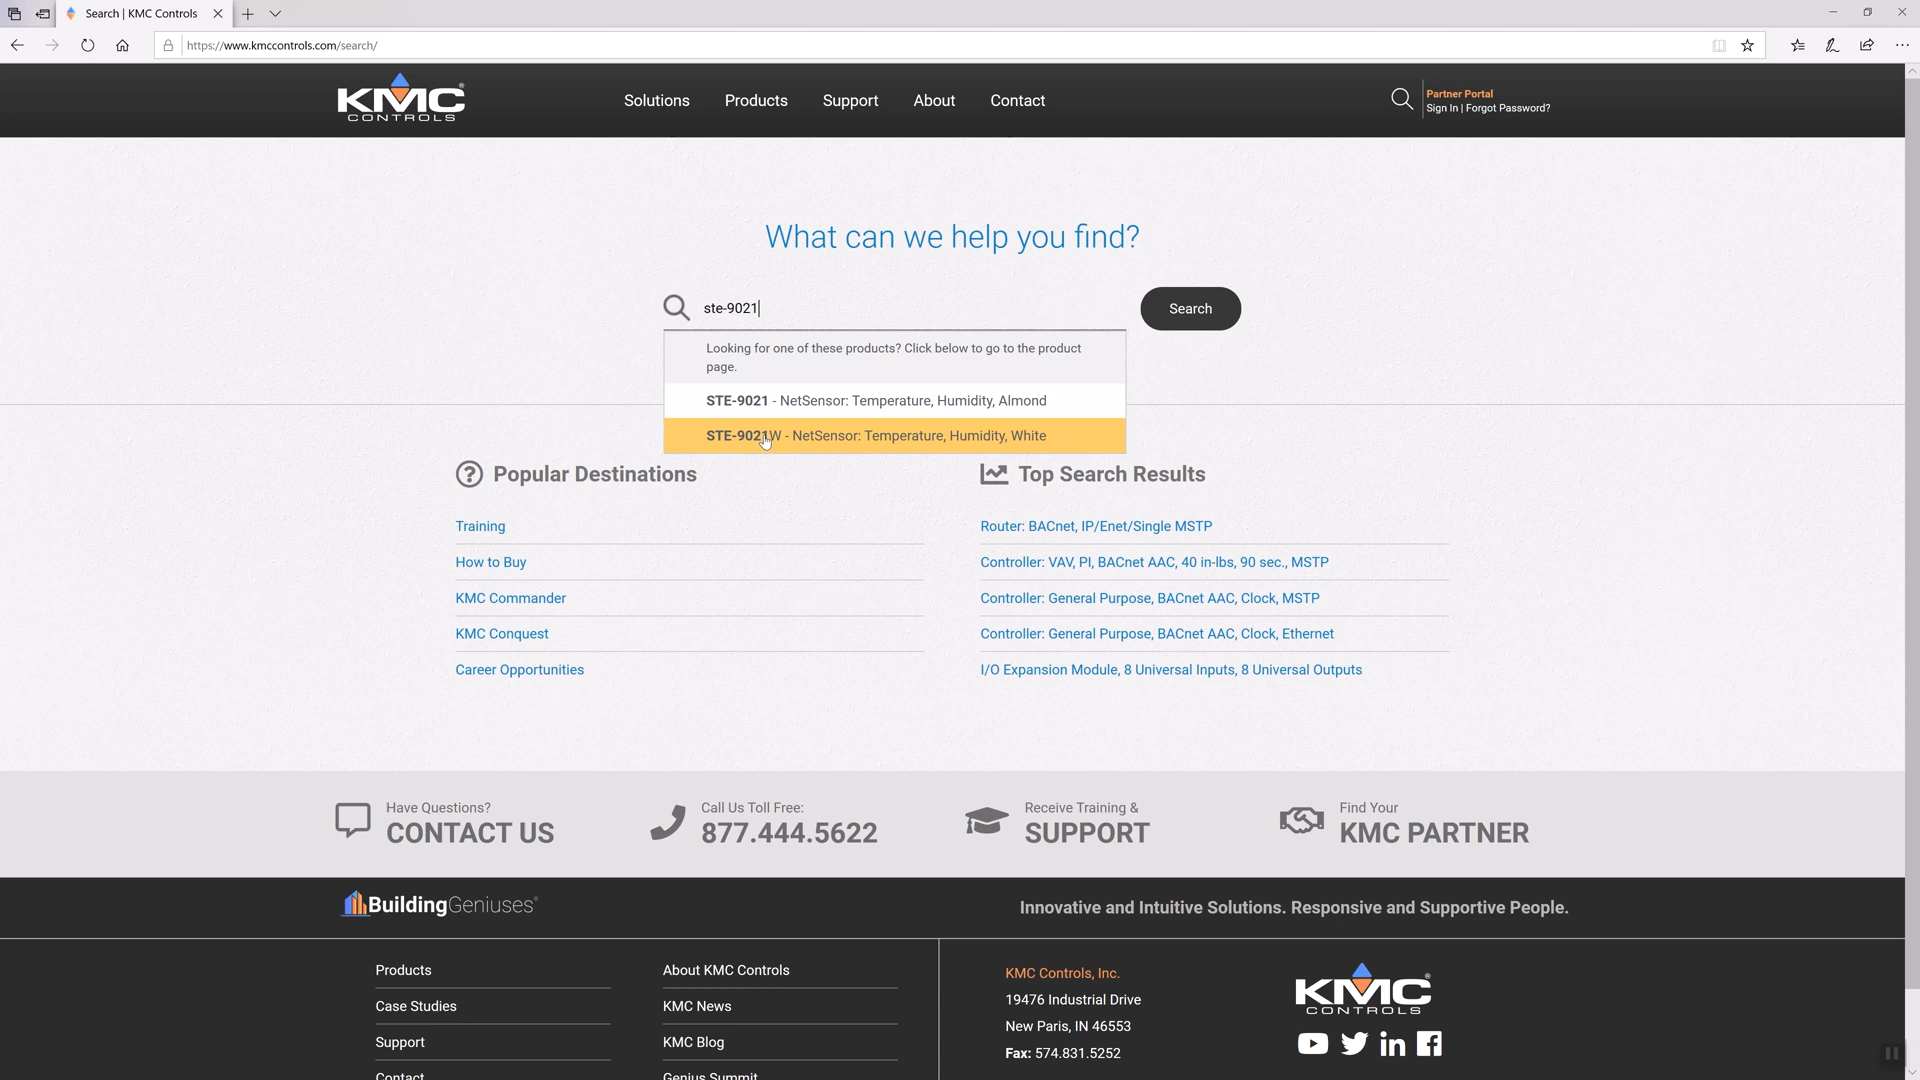 Search | KMC Controls
https://www.kmccontrols.com/search/
KMC CONTROLS®
Solutions Products Support About Contact
Partner Portal
Sign In | Forgot Password?
What can we help you find?
ste-9021
Search
Looking for one of these products? Click below to go to the product
page.
STE-9021 - NetSensor: Temperature, Humidity, Almond
STE-9021W - NetSensor: Temperature, Humidity, White
Popular Destinations
Training
How to Buy
KMC Commander
KMC Conquest
Career Opportunities
Top Search Results
Router: BACnet, IP/Enet/Single MSTP
Controller: VAV, PI, BACnet AAC, 40 in-lbs, 90 sec., MSTP
Controller: General Purpose, BACnet AAC, Clock, MSTP
Controller: General Purpose, BACnet AAC, Clock, Ethernet
I/O Expansion Module, 8 Universal Inputs, 8 Universal Outputs
Have Questions?
CONTACT US
Call Us Toll Free:
877.444.5622
Receive Training &
SUPPORT
Find Your
KMC PARTNER
BuildingGeniuses®
Innovative and Intuitive Solutions. Responsive and Supportive People.
Products
Case Studies
Support
Contact
About KMC Controls
KMC News
KMC Blog
Genius Summit
KMC Controls, Inc.
19476 Industrial Drive
New Paris, IN 46553
Fax: 574.831.5252
KMC CONTROLS®